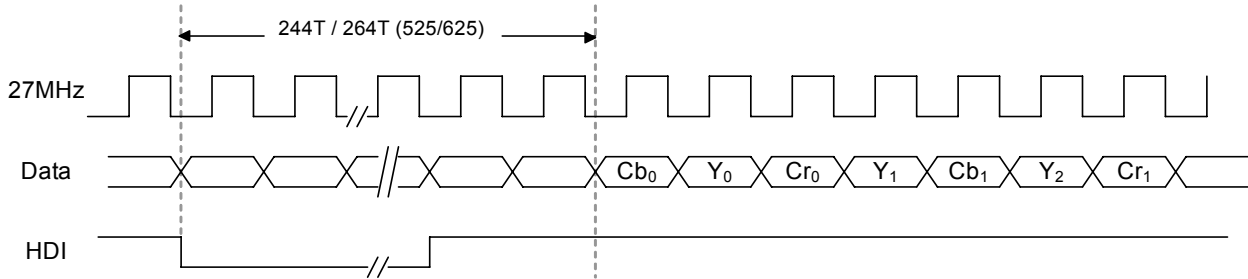 244T / 264T (525/625)
27MHz
Data
Cb₀ Y₀ Cr₀ Y₁ Cb₁ Y₂ Cr₁
HDI